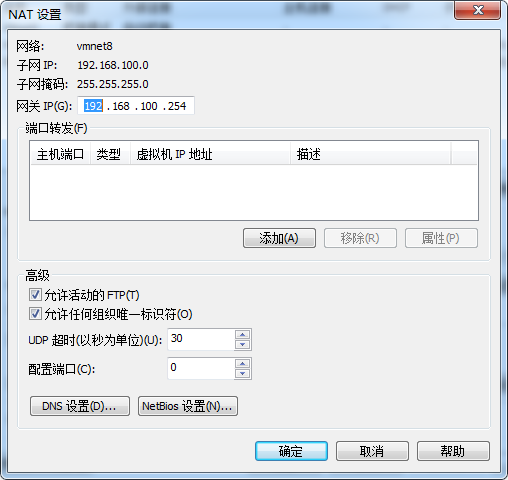 NAT 设置
网络: vmnet8
子网 IP: 192.168.100.0
子网掩码: 255.255.255.0
网关 IP(G): 192 . 168 . 100 . 254
端口转发(F)
主机端口 类型 虚拟机 IP 地址 描述
添加(A) 移除(R) 属性(P)
高级
允许活动的 FTP(T)
允许任何组织唯一标识符(O)
UDP 超时(以秒为单位)(U): 30
配置端口(C): 0
DNS 设置(D)... NetBios 设置(N)...
确定 取消 帮助